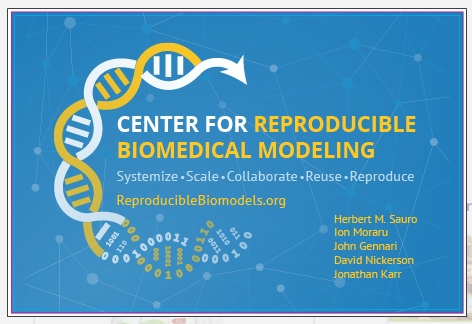 CENTER FOR REPRODUCIBLE
BIOMEDICAL MODELING
Systemize•Scale•Collaborate•Reuse•Reproduce
ReproducibleBiomodels.org
Herbert M. Sauro
Ion Moraru
John Gennari
David Nickerson
Jonathan Karr